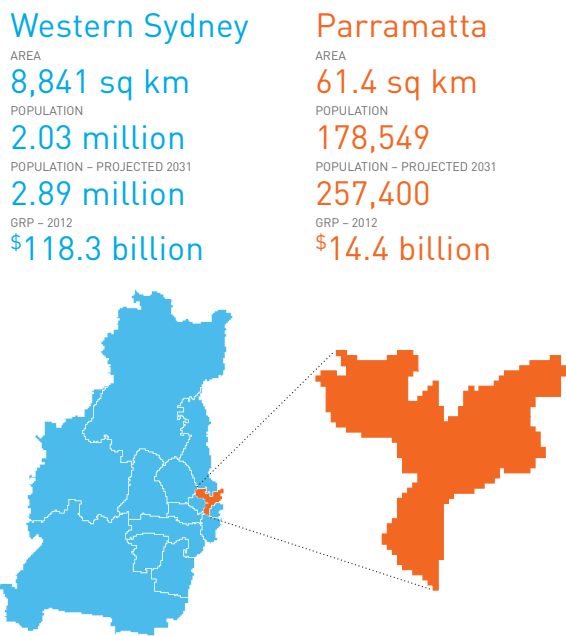 Western Sydney
AREA
8,841 sq km
POPULATION
2.03 million
POPULATION – PROJECTED 2031
2.89 million
GRP – 2012
$118.3 billion
Parramatta
AREA
61.4 sq km
POPULATION
178,549
POPULATION – PROJECTED 2031
257,400
GRP – 2012
$14.4 billion